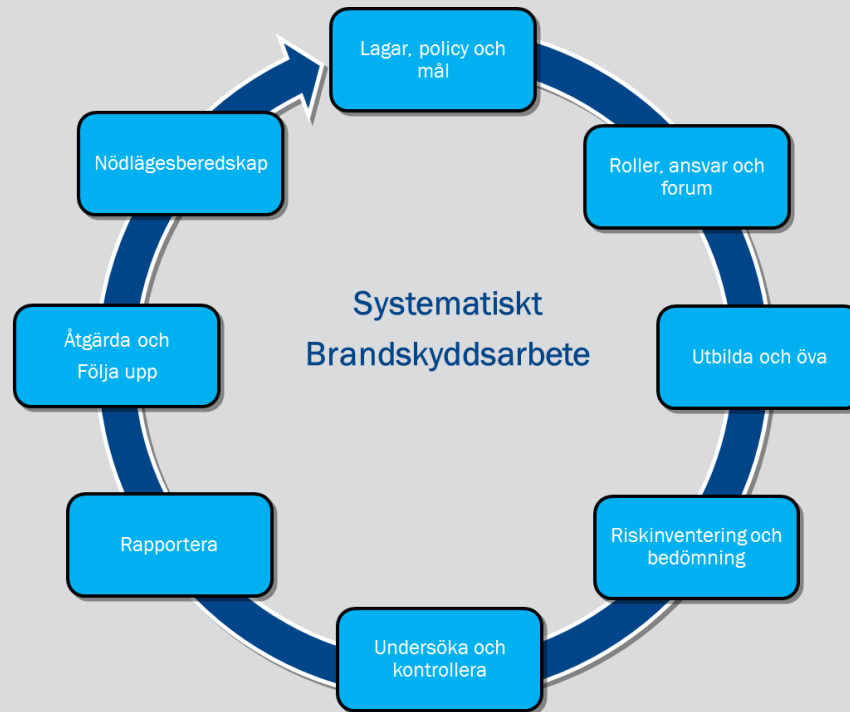 Lagar, policy och
mål
Roller, ansvar och
forum
Utbilda och öva
Riskinventering och
bedömning
Undersöka och
kontrollera
Rapportera
Åtgärda och
Följa upp
Nödlägesberedskap
Systematiskt
Brandskyddsarbete